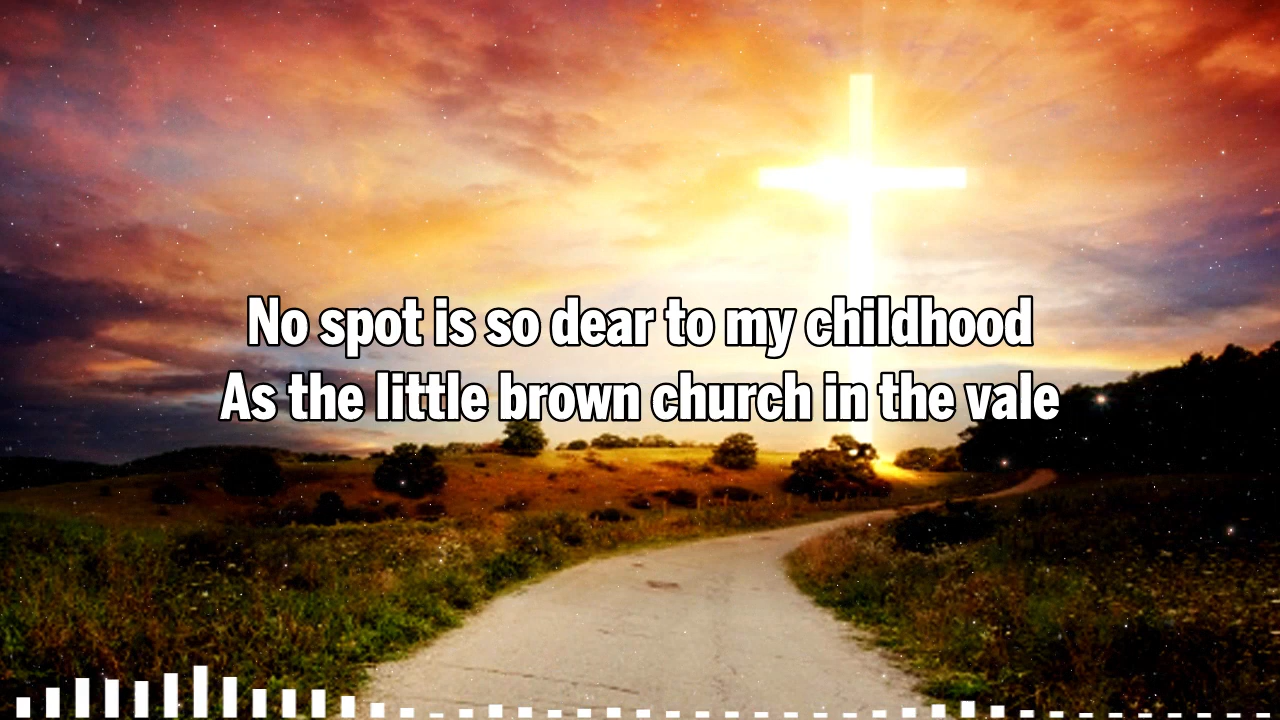 No spot is so dear to my childhood
As the little brown church in the vale